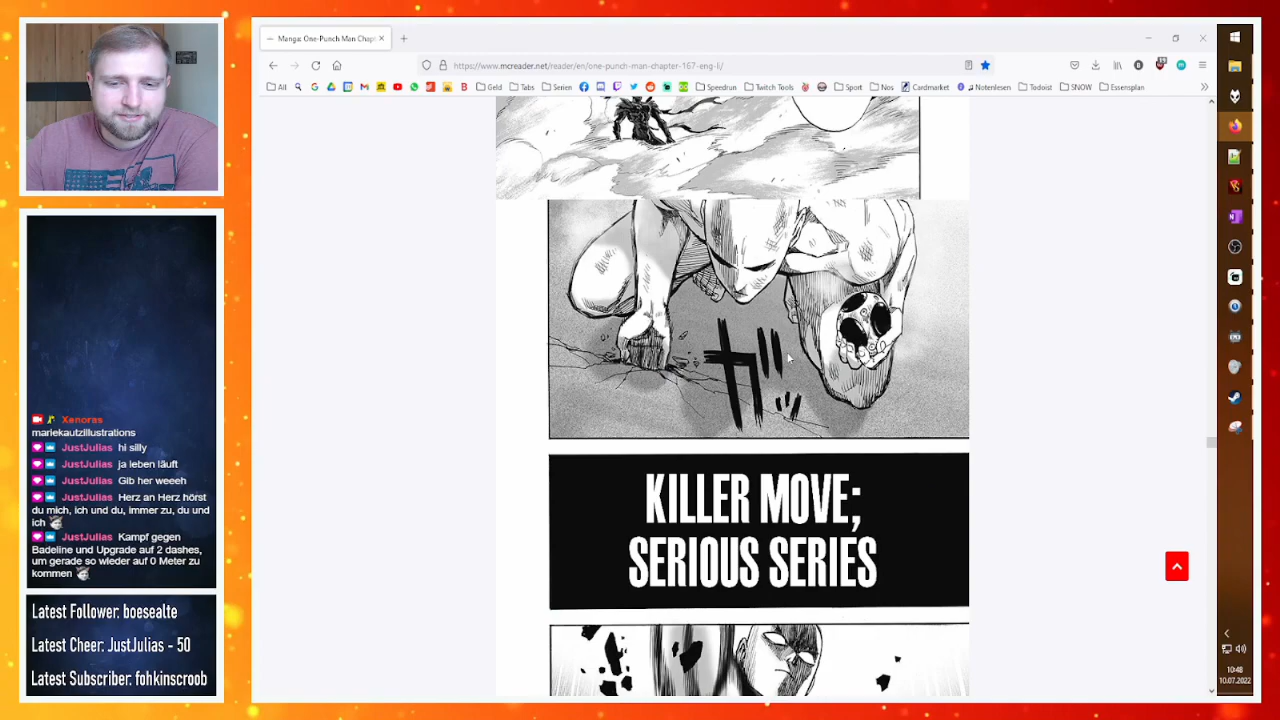 Manga: One-Punch Man Chapt
https://www.mcreader.net/reader/en/one-punch-man-chapter-167-eng-li/
All
Geld
Tabs
Serien
Speedrun
Twitch Tools
Sport
Nos
Cardmarket
Notenlesen
Todoist
SNOW
Essensplan
KILLER MOVE;
SERIOUS SERIES
Xenoras
mariekautzillustrations
JustJulias hi silly
JustJulias ja leben läuft
JustJulias Gib her weeeh
JustJulias Herz an Herz hörst
du mich, ich und du, immer zu, du und
ich
JustJulias Kampf gegen
Badeline und Upgrade auf 2 dashes,
um gerade so wieder auf 0 Meter zu
kommen
Latest Follower: boesealte
Latest Cheer: JustJulias - 50
Latest Subscriber: fohkinscroob
10:48
10.07.2022